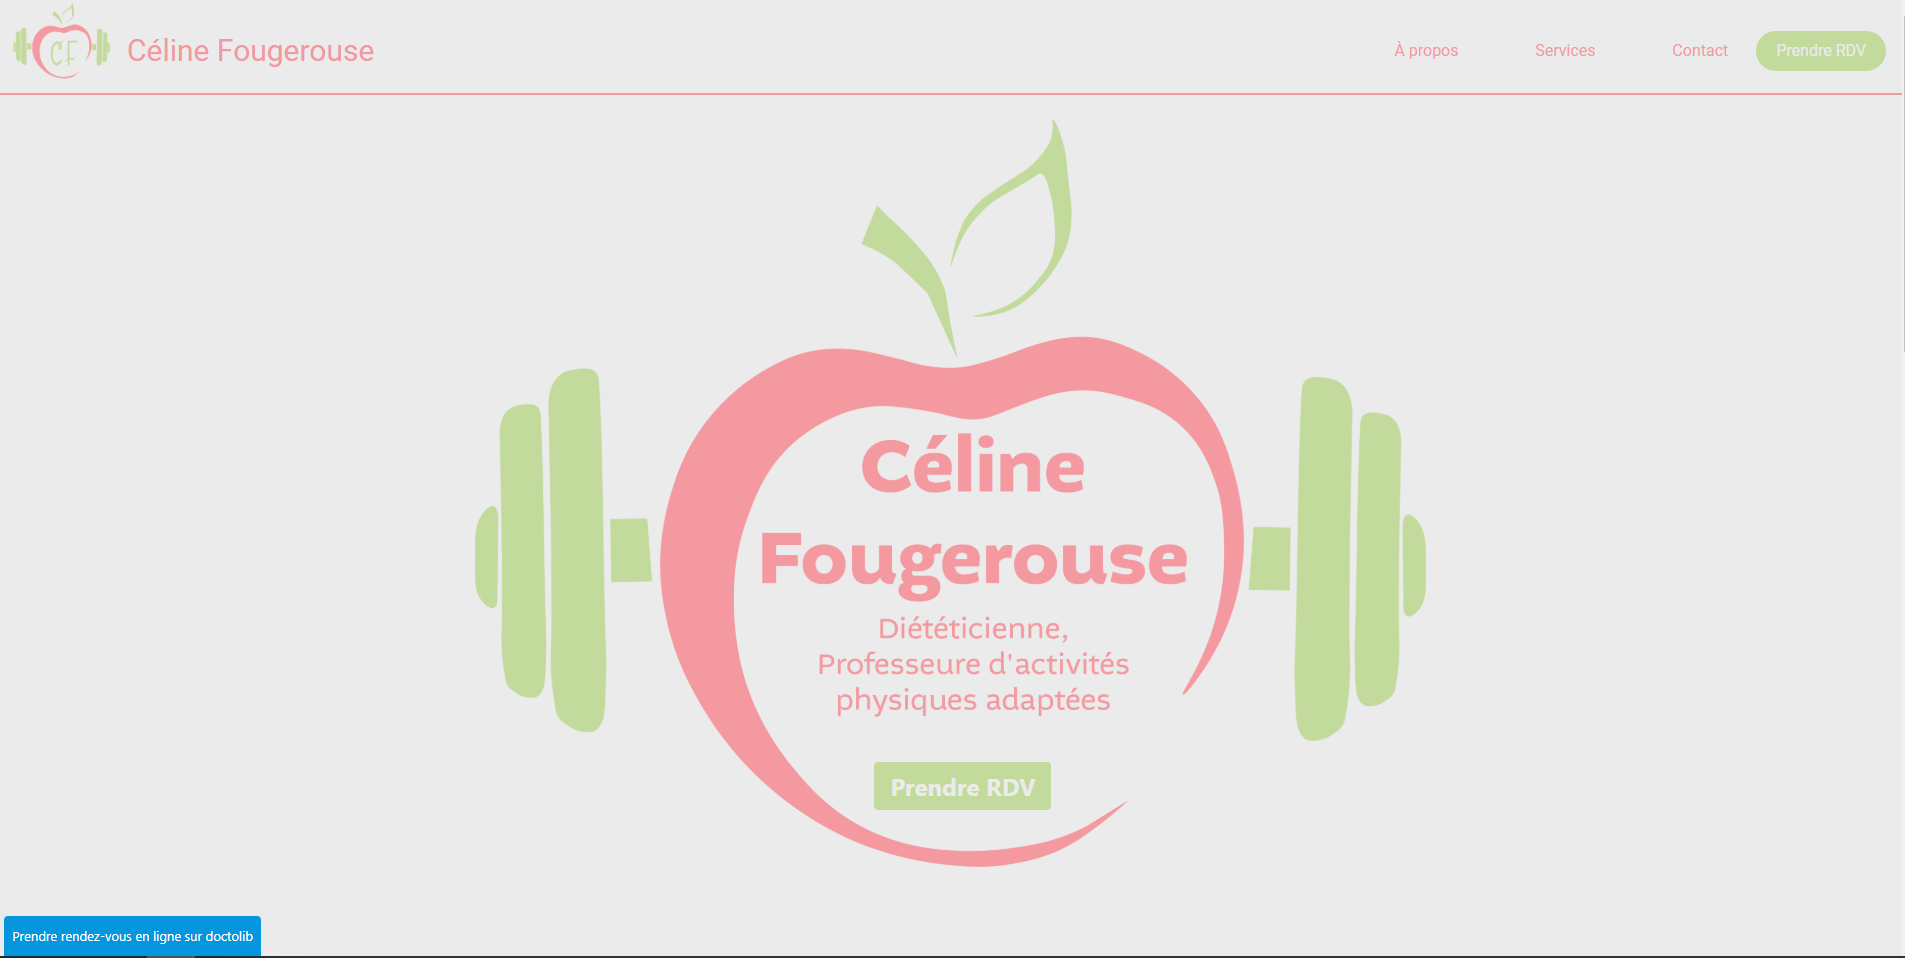 CF
Céline Fougerouse
À propos
Services
Contact
Prendre RDV
Céline
Fougerouse
Diététicienne,
Professeure d'activités
physiques adaptées
Prendre RDV
Prendre rendez-vous en ligne sur doctolib